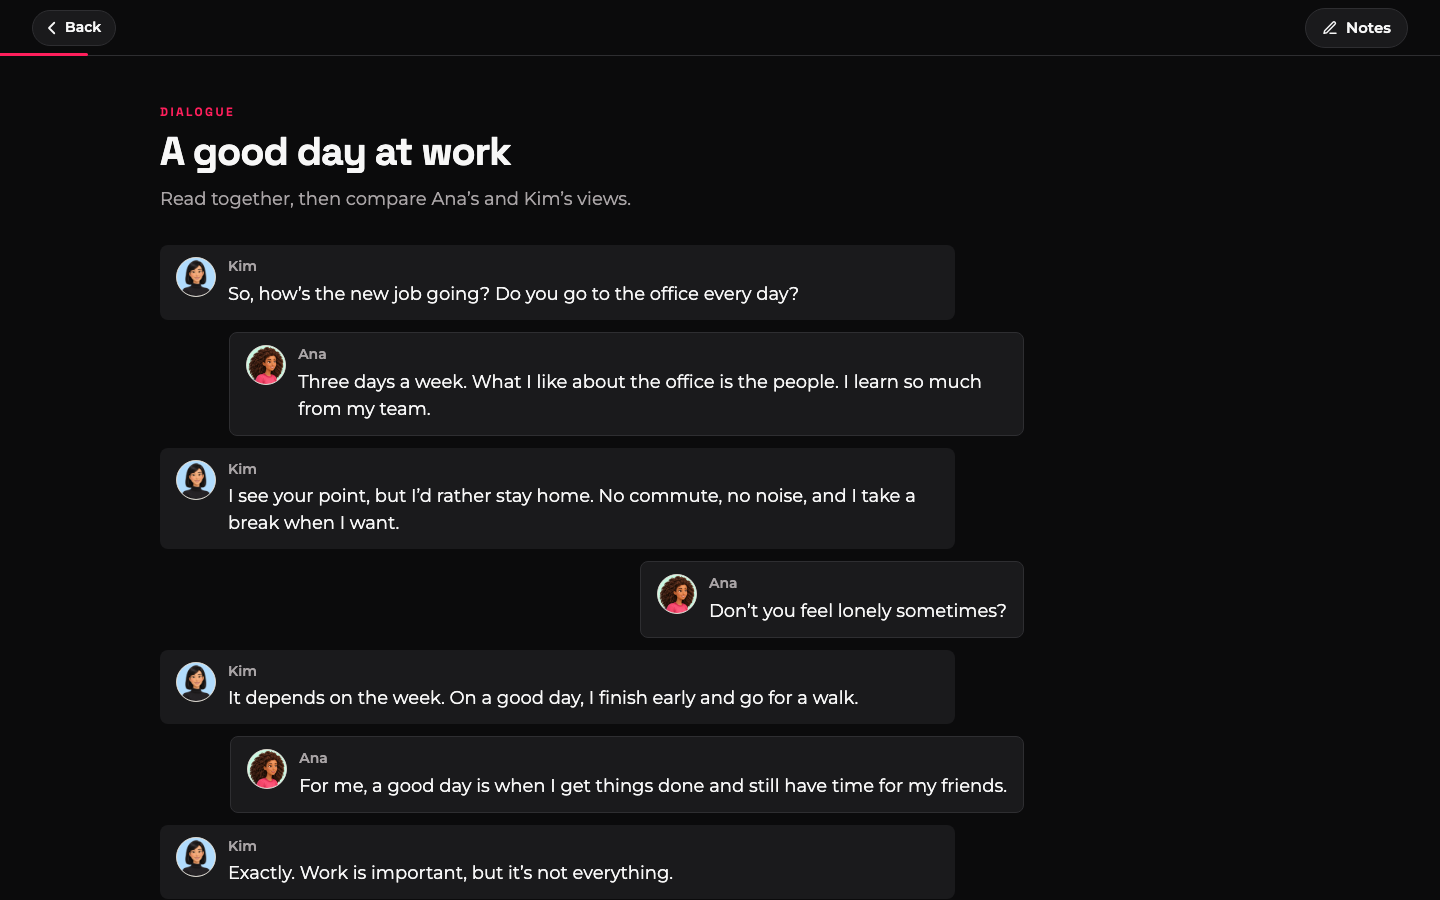 Back
Notes
DIALOGUE
A good day at work
Read together, then compare Ana’s and Kim’s views.
Kim
So, how’s the new job going? Do you go to the office every day?
Ana
Three days a week. What I like about the office is the people. I learn so much
from my team.
Kim
I see your point, but I’d rather stay home. No commute, no noise, and I take a
break when I want.
Ana
Don’t you feel lonely sometimes?
Kim
It depends on the week. On a good day, I finish early and go for a walk.
Ana
For me, a good day is when I get things done and still have time for my friends.
Kim
Exactly. Work is important, but it’s not everything.